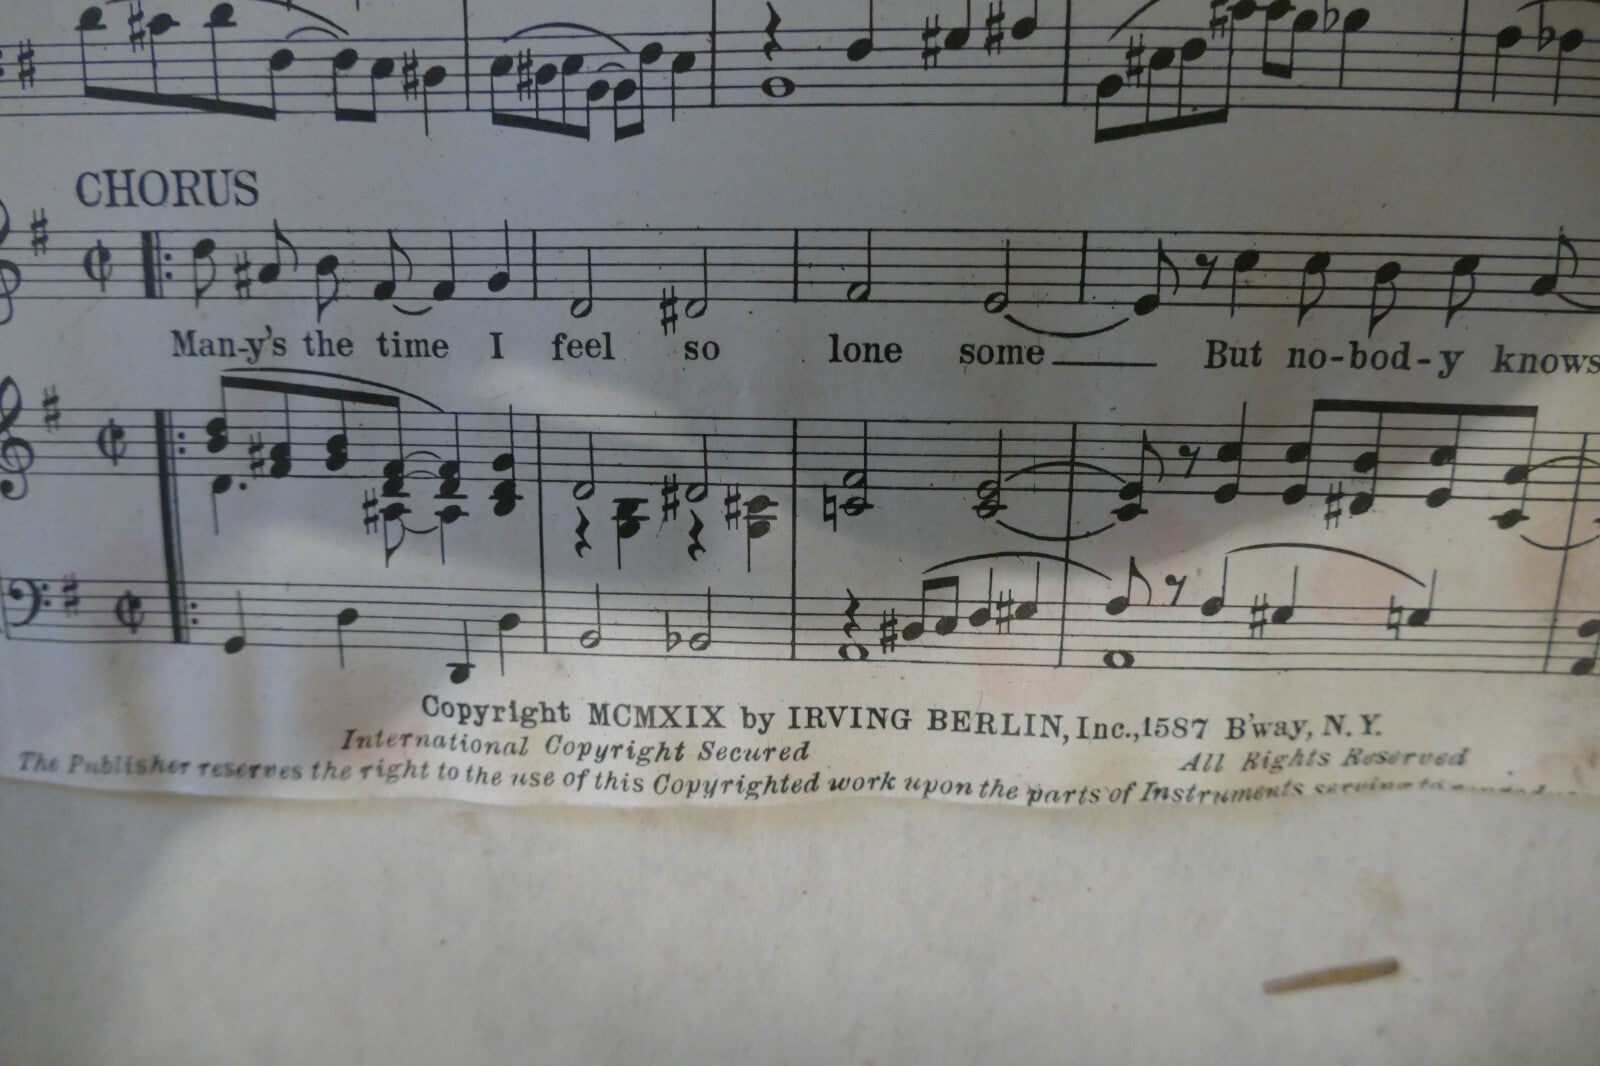 CHORUS
Man-y's the time I feel so lone some But no-bod-y knows
Copyright MCMXIX by IRVING BERLIN, Inc., 1587 B'way, N.Y.
International Copyright Secured All Rights Reserved
The Publisher reserves the right to the use of this Copyrighted work upon the parts of Instruments serving to